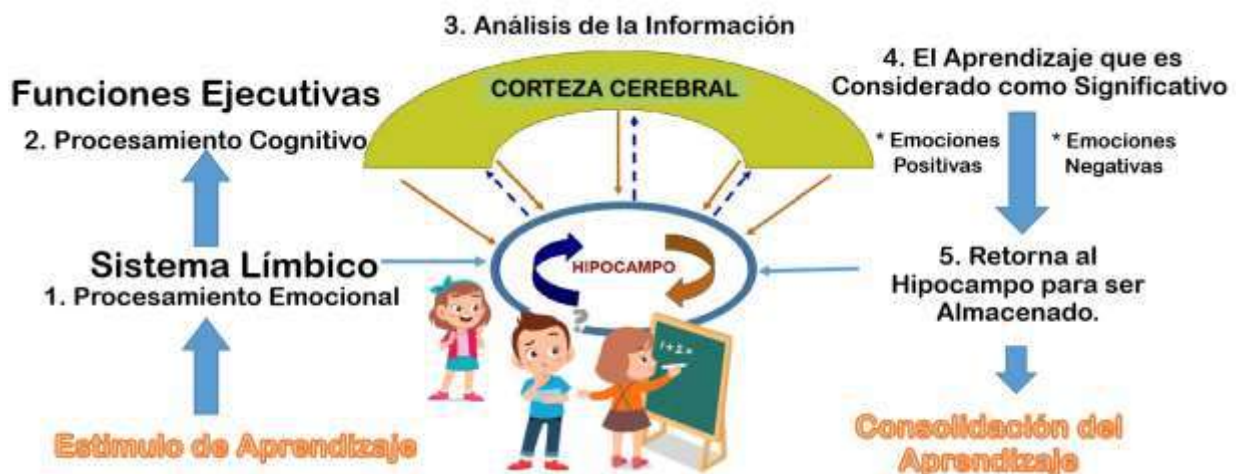 3. Análisis de la Información
CORTEZA CEREBRAL
Funciones Ejecutivas
2. Procesamiento Cognitivo
Sistema Límbico
1. Procesamiento Emocional
Estimulo de Aprendizaje
HIPOCAMPO
?
1+2=
4. El Aprendizaje que es
Considerado como Significativo
* Emociones
Positivas
* Emociones
Negativas
5. Retorna al
Hipocampo para ser
Almacenado.
Consolidación del
Aprendizaje